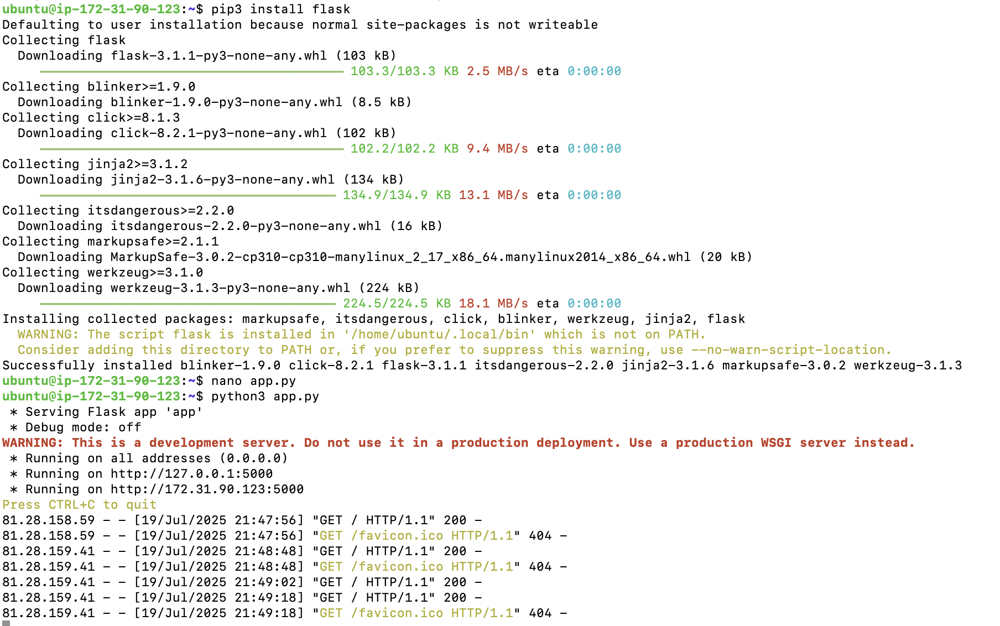 ubuntu@ip-172-31-90-123:~$ pip3 install flask
Defaulting to user installation because normal site-packages is not writeable
Collecting flask
  Downloading flask-3.1.1-py3-none-any.whl (103 kB)
     ━━━━━━━━━━━━━━━━━━━━━━━━━━━━━━━━━━━━━━━ 103.3/103.3 KB 2.5 MB/s eta 0:00:00
Collecting blinker>=1.9.0
  Downloading blinker-1.9.0-py3-none-any.whl (8.5 kB)
Collecting click>=8.1.3
  Downloading click-8.2.1-py3-none-any.whl (102 kB)
     ━━━━━━━━━━━━━━━━━━━━━━━━━━━━━━━━━━━━━━━ 102.2/102.2 KB 9.4 MB/s eta 0:00:00
Collecting jinja2>=3.1.2
  Downloading jinja2-3.1.6-py3-none-any.whl (134 kB)
     ━━━━━━━━━━━━━━━━━━━━━━━━━━━━━━━━━━━━━━ 134.9/134.9 KB 13.1 MB/s eta 0:00:00
Collecting itsdangerous>=2.2.0
  Downloading itsdangerous-2.2.0-py3-none-any.whl (16 kB)
Collecting markupsafe>=2.1.1
  Downloading MarkupSafe-3.0.2-cp310-cp310-manylinux_2_17_x86_64.manylinux2014_x86_64.whl (20 kB)
Collecting werkzeug>=3.1.0
  Downloading werkzeug-3.1.3-py3-none-any.whl (224 kB)
     ━━━━━━━━━━━━━━━━━━━━━━━━━━━━━━━━━━━━━━ 224.5/224.5 KB 18.1 MB/s eta 0:00:00
Installing collected packages: markupsafe, itsdangerous, click, blinker, werkzeug, jinja2, flask
  WARNING: The script flask is installed in '/home/ubuntu/.local/bin' which is not on PATH.
  Consider adding this directory to PATH or, if you prefer to suppress this warning, use --no-warn-script-location.
Successfully installed blinker-1.9.0 click-8.2.1 flask-3.1.1 itsdangerous-2.2.0 jinja2-3.1.6 markupsafe-3.0.2 werkzeug-3.1.3
ubuntu@ip-172-31-90-123:~$ nano app.py
ubuntu@ip-172-31-90-123:~$ python3 app.py
 * Serving Flask app 'app'
 * Debug mode: off
WARNING: This is a development server. Do not use it in a production deployment. Use a production WSGI server instead.
 * Running on all addresses (0.0.0.0)
 * Running on http://127.0.0.1:5000
 * Running on http://172.31.90.123:5000
Press CTRL+C to quit
81.28.158.59 - - [19/Jul/2025 21:47:56] "GET / HTTP/1.1" 200 -
81.28.158.59 - - [19/Jul/2025 21:47:56] "GET /favicon.ico HTTP/1.1" 404 -
81.28.159.41 - - [19/Jul/2025 21:48:48] "GET / HTTP/1.1" 200 -
81.28.159.41 - - [19/Jul/2025 21:48:48] "GET /favicon.ico HTTP/1.1" 404 -
81.28.159.41 - - [19/Jul/2025 21:49:02] "GET / HTTP/1.1" 200 -
81.28.159.41 - - [19/Jul/2025 21:49:18] "GET / HTTP/1.1" 200 -
81.28.159.41 - - [19/Jul/2025 21:49:18] "GET /favicon.ico HTTP/1.1" 404 -